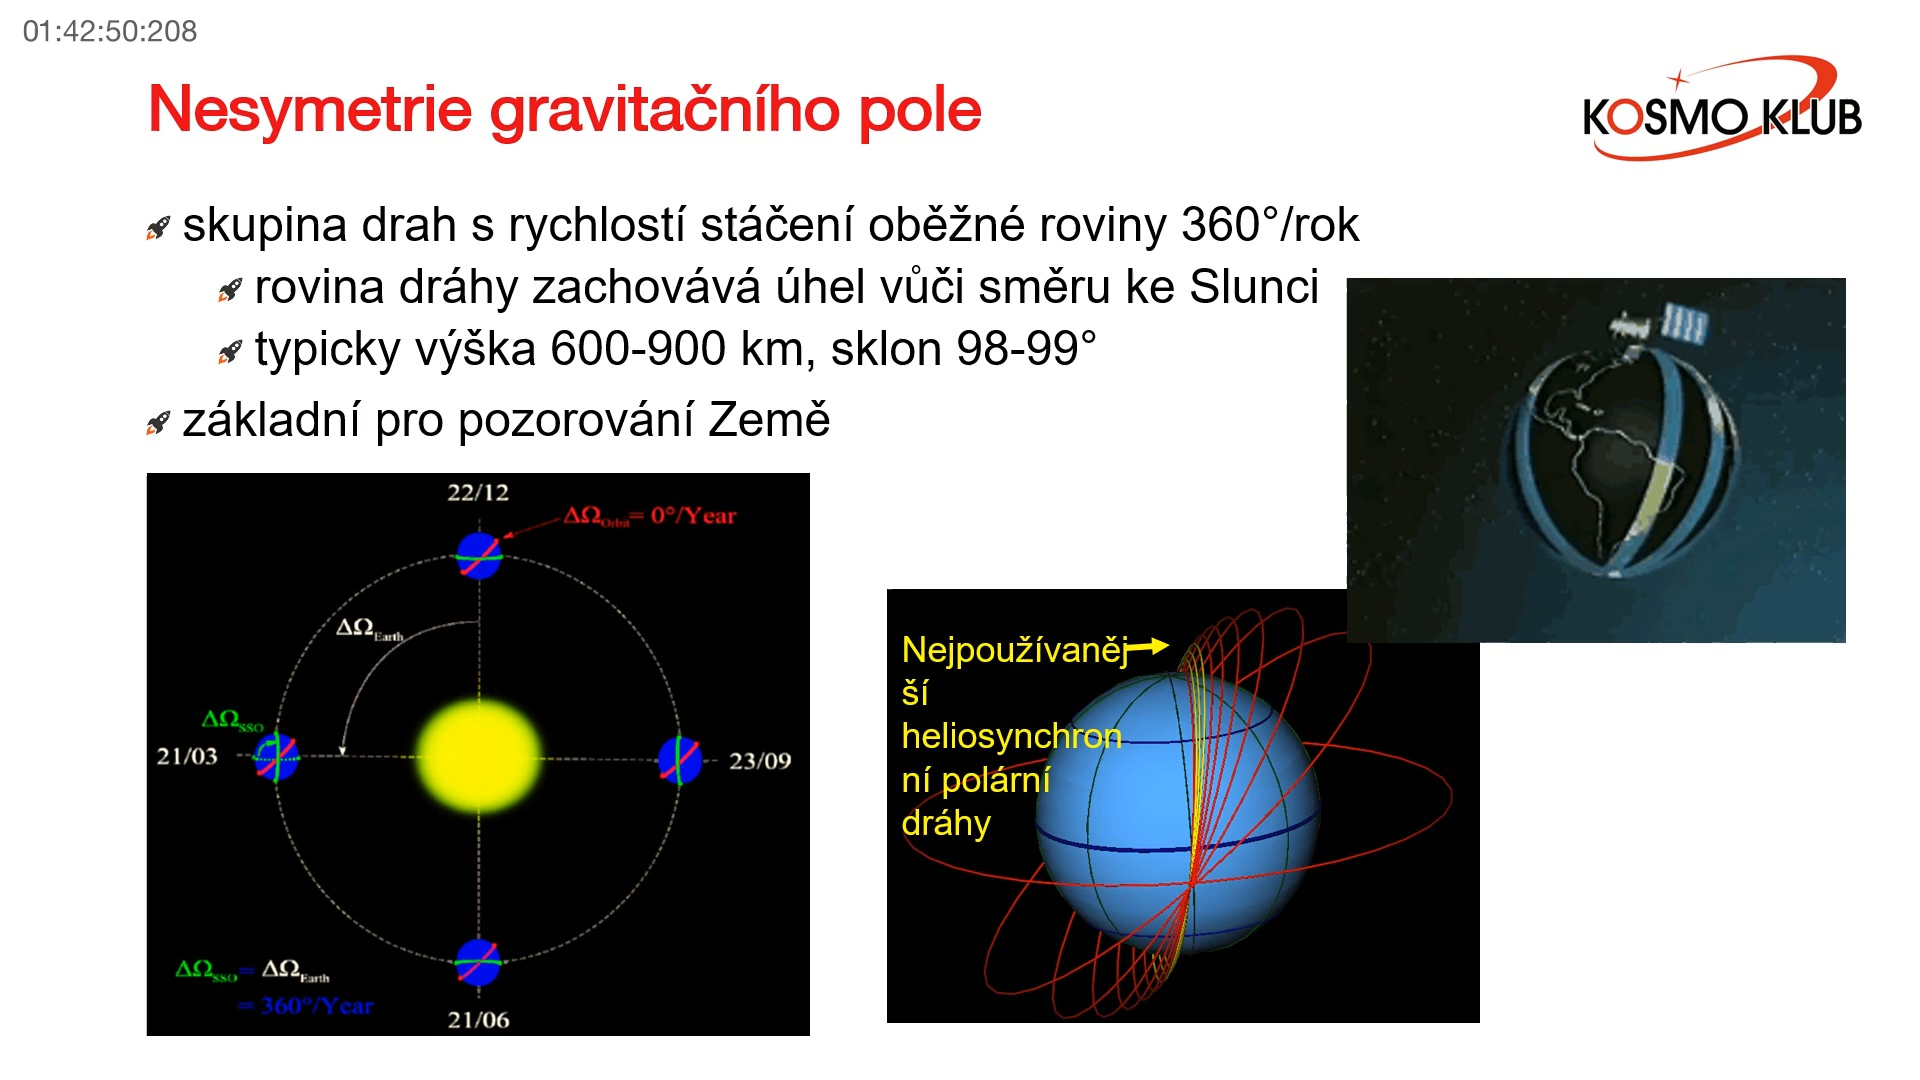 01:42:50:208
KOSMO KLUB
Nesymetrie gravitačního pole
skupina drah s rychlostí stáčení oběžné roviny 360°/rok
rovina dráhy zachovává úhel vůči směru ke Slunci
typicky výška 600-900 km, sklon 98-99°
základní pro pozorování Země
22/12
ΔΩOrbit= 0°/Year
ΔΩEarth
ΔΩSSO
21/03
23/09
ΔΩSSO= ΔΩEarth
= 360°/Year
21/06
Nejpoužívaněj
ší
heliosynchron
ní polární
dráhy